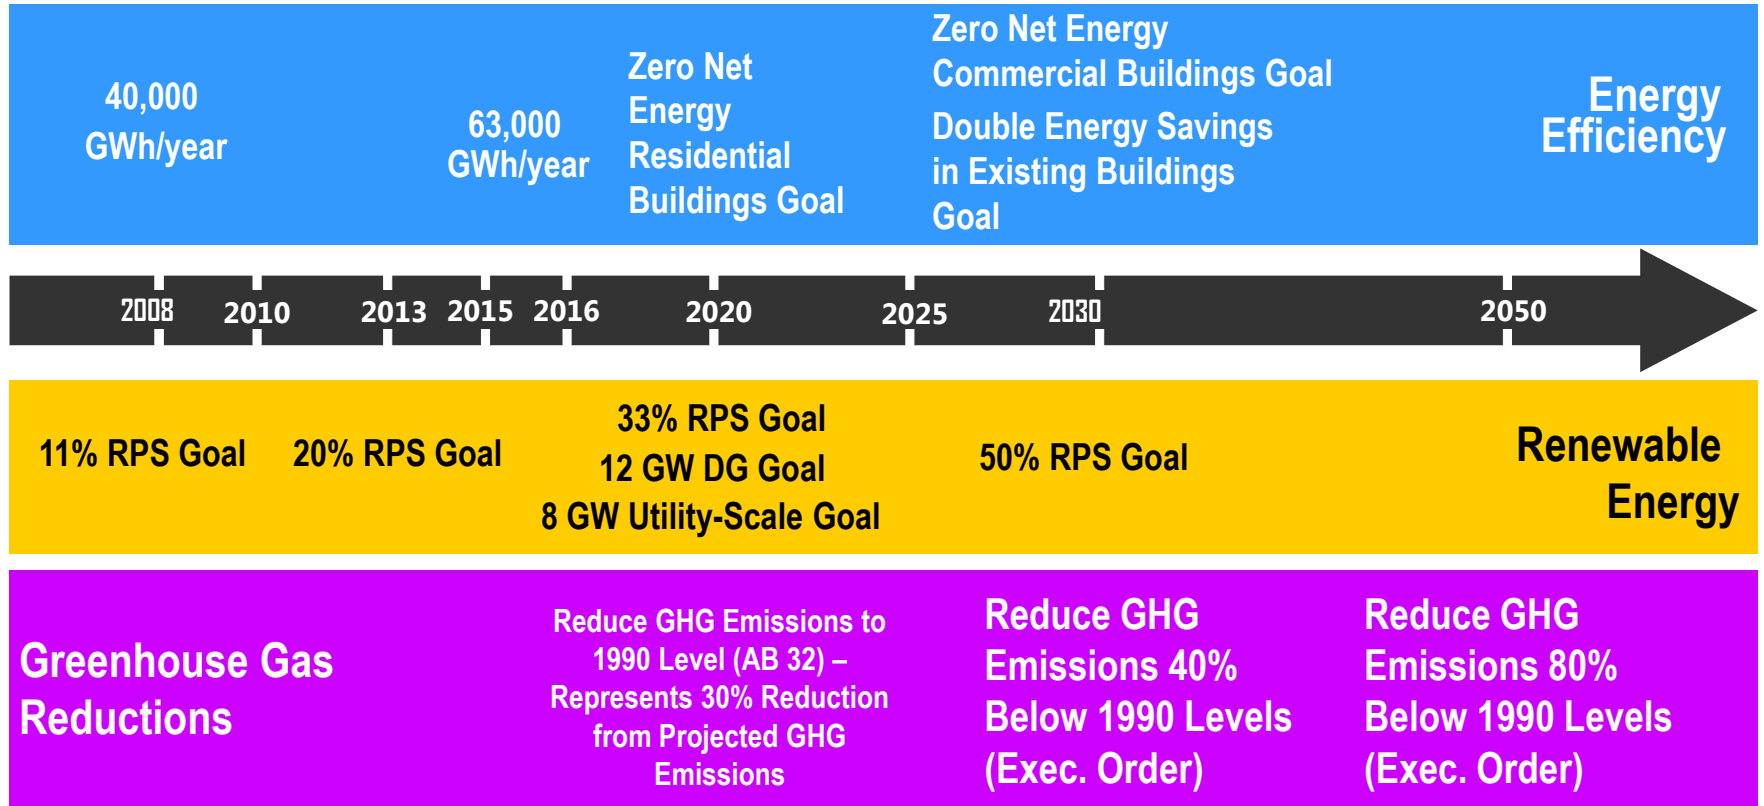 40,000
GWh/year
63,000
GWh/year
Zero Net
Energy
Residential
Buildings Goal
Zero Net Energy
Commercial Buildings Goal
Double Energy Savings
in Existing Buildings
Goal
Energy
Efficiency
2008
2010
2013
2015
2016
2020
2025
2030
2050
11% RPS Goal
20% RPS Goal
33% RPS Goal
12 GW DG Goal
8 GW Utility-Scale Goal
50% RPS Goal
Renewable
Energy
Greenhouse Gas
Reductions
Reduce GHG Emissions to
1990 Level (AB 32) –
Represents 30% Reduction
from Projected GHG
Emissions
Reduce GHG
Emissions 40%
Below 1990 Levels
(Exec. Order)
Reduce GHG
Emissions 80%
Below 1990 Levels
(Exec. Order)